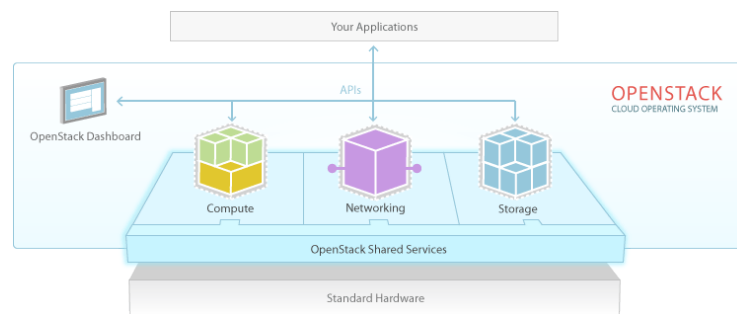 Your Applications
APIs
OPENSTACK
CLOUD OPERATING SYSTEM
OpenStack Dashboard
Compute
Networking
Storage
OpenStack Shared Services
Standard Hardware